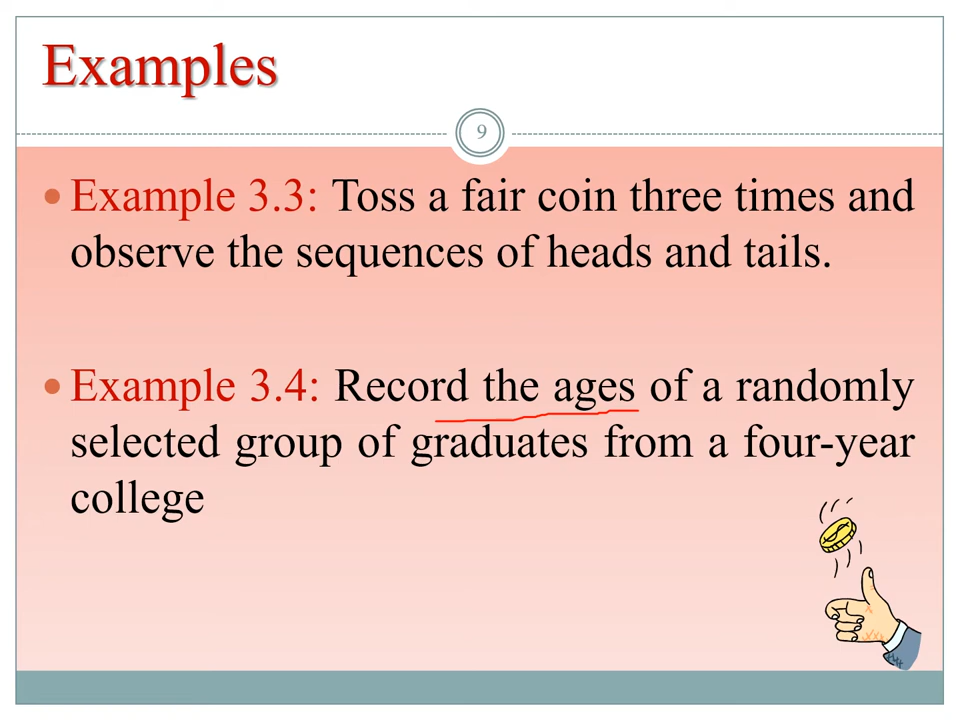 Examples
9
• Example 3.3: Toss a fair coin three times and
observe the sequences of heads and tails.
• Example 3.4: Record the ages of a randomly
selected group of graduates from a four-year
college